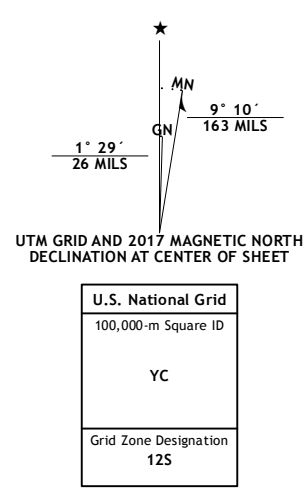 ★
MN
9° 10´
163 MILS
GN
1° 29´
26 MILS
UTM GRID AND 2017 MAGNETIC NORTH
DECLINATION AT CENTER OF SHEET
U.S. National Grid
100,000-m Square ID
YC
Grid Zone Designation
12S